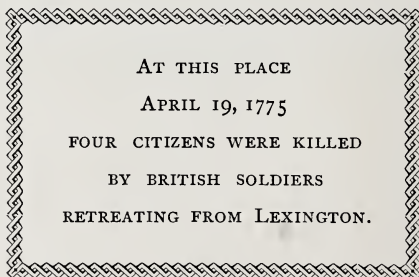 At this place
April 19, 1775
four citizens were killed
by british soldiers
retreating from Lexington.